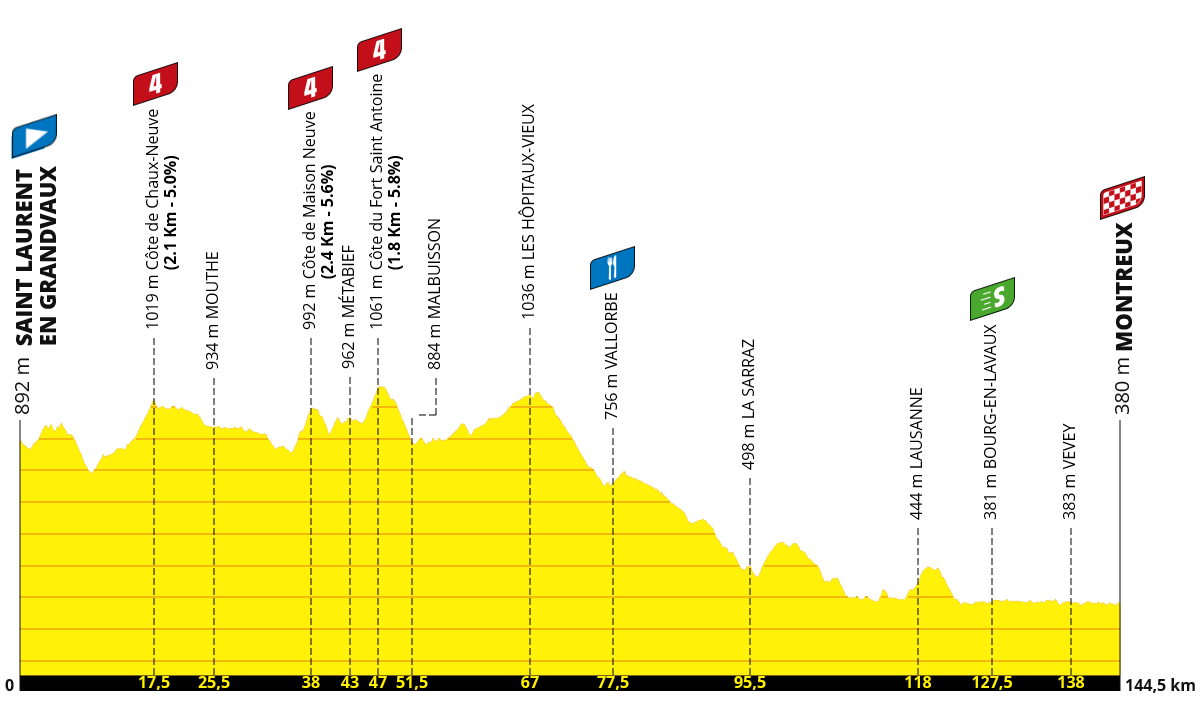 892 m SAINT LAURENT
EN GRANDVAUX
4
1019 m Côte de Chaux-Neuve
(2.1 Km - 5.0%)
934 m MOUTHE
4
992 m Côte de Maison Neuve
(2.4 Km - 5.6%)
962 m MÉTABIEF
4
1061 m Côte du Fort Saint Antoine
(1.8 Km - 5.8%)
884 m MALBUISSON
1036 m LES HÔPITAUX-VIEUX
756 m VALLORBE
498 m LA SARRAZ
444 m LAUSANNE
S
381 m BOURG-EN-LAVAUX
383 m VEVEY
380 m MONTREUX
0 17,5 25,5 38 43 47 51,5 67 77,5 95,5 118 127,5 138 144,5 km